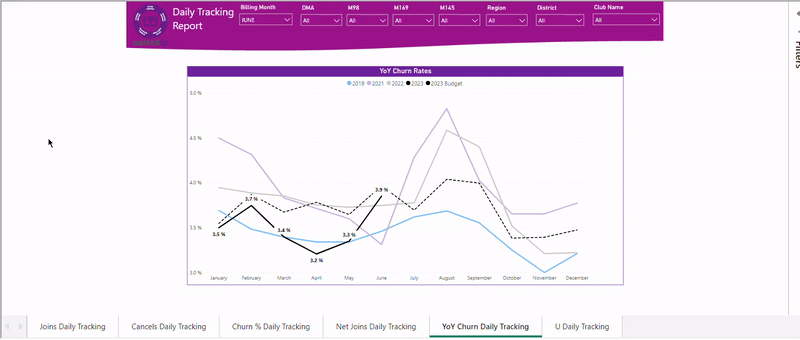 Daily Tracking
Report
Billing Month
JUNE
DMA
All
M98
All
M169
All
M145
All
Region
All
District
All
Club Name
All
Filters
YoY Churn Rates
2019 2021 2022 2023 2023 Budget
5.0 %
4.5 %
4.0 %
3.5 %
3.0 %
3.5 %
3.7 %
3.4 %
3.2 %
3.3 %
3.9 %
January February March April May June July August September October November December
Joins Daily Tracking
Cancels Daily Tracking
Churn % Daily Tracking
Net Joins Daily Tracking
YoY Churn Daily Tracking
U Daily Tracking